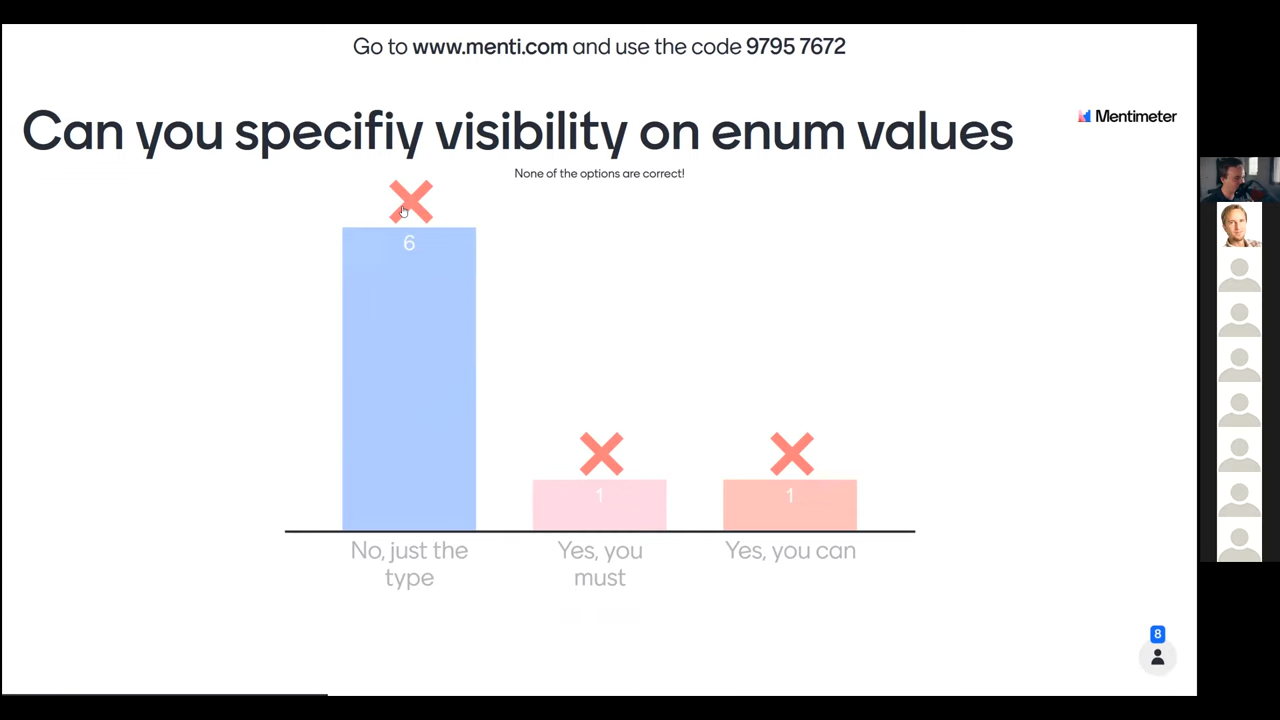 Go to www.menti.com and use the code 9795 7672
Can you specifiy visibility on enum values
Mentimeter
None of the options are correct!
6
1
1
No, just the
type
Yes, you
must
Yes, you can
8